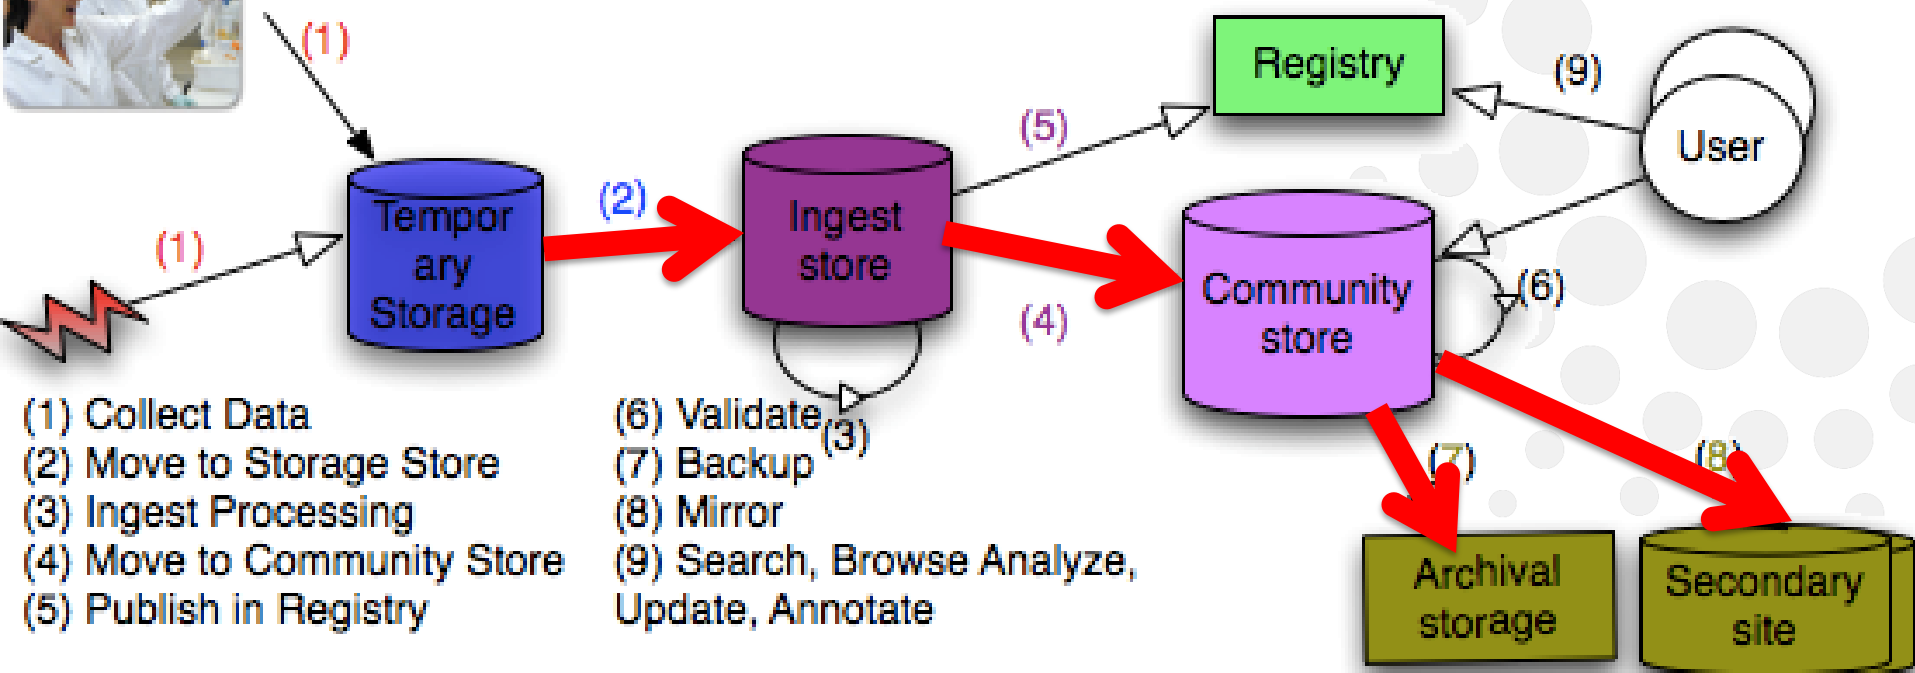 (1)
Registry
(9)
(5)
User
(2)
Tempor
ary
Storage
Ingest
store
(1)
Community
store
(6)
(4)
(3)
(7)
(8)
Archival
storage
Secondary
site
(1) Collect Data
(2) Move to Storage Store
(3) Ingest Processing
(4) Move to Community Store
(5) Publish in Registry
(6) Validate
(7) Backup
(8) Mirror
(9) Search, Browse Analyze,
Update, Annotate